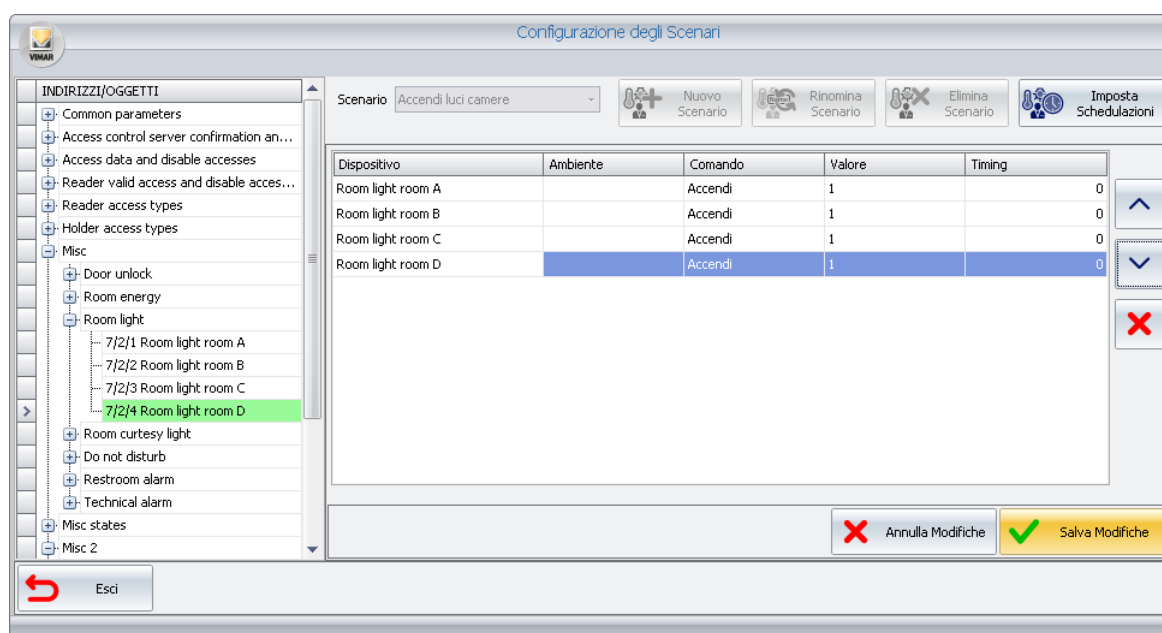 Configurazione degli Scenari
VIMAR
INDIRIZZI/OGGETTI
Common parameters
Access control server confirmation an...
Access data and disable accesses
Reader valid access and disable acces...
Reader access types
Holder access types
Misc
Door unlock
Room energy
Room light
7/2/1 Room light room A
7/2/2 Room light room B
7/2/3 Room light room C
7/2/4 Room light room D
Room curtesy light
Do not disturb
Restroom alarm
Technical alarm
Misc states
Misc 2
Scenario Accendi luci camere
Nuovo Scenario
Rinomina Scenario
Elimina Scenario
Imposta Schedulazioni
Dispositivo Ambiente Comando Valore Timing
Room light room A Accendi 1 0
Room light room B Accendi 1 0
Room light room C Accendi 1 0
Room light room D Accendi 1 0
Annulla Modifiche Salva Modifiche
Esci